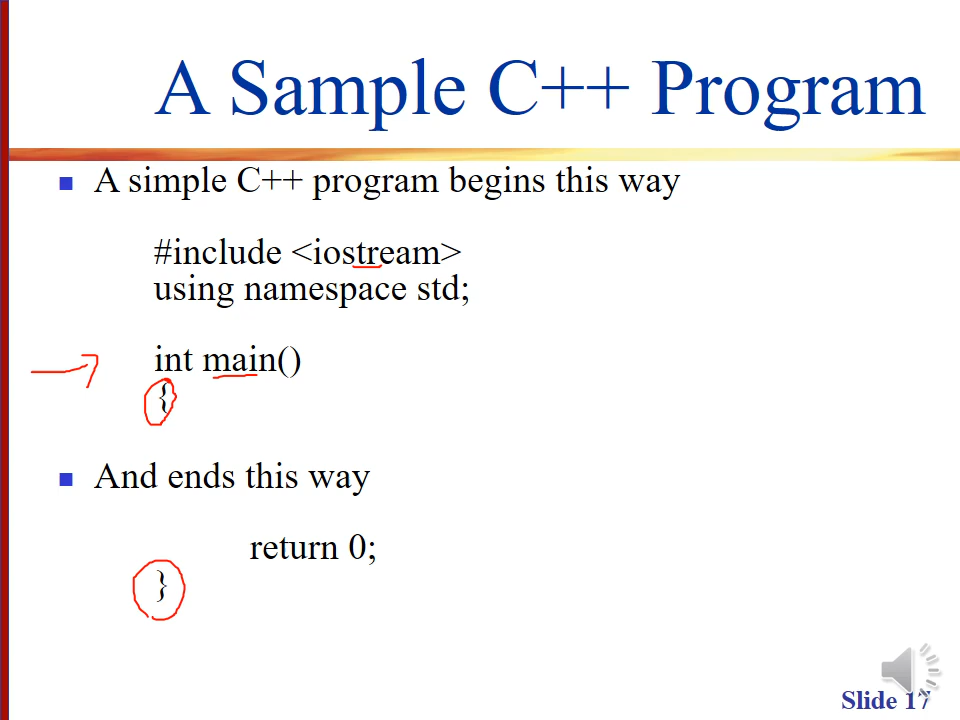 A Sample C++ Program
A simple C++ program begins this way
#include <iostream>
using namespace std;
int main()
{
And ends this way
return 0;
}
Slide 17